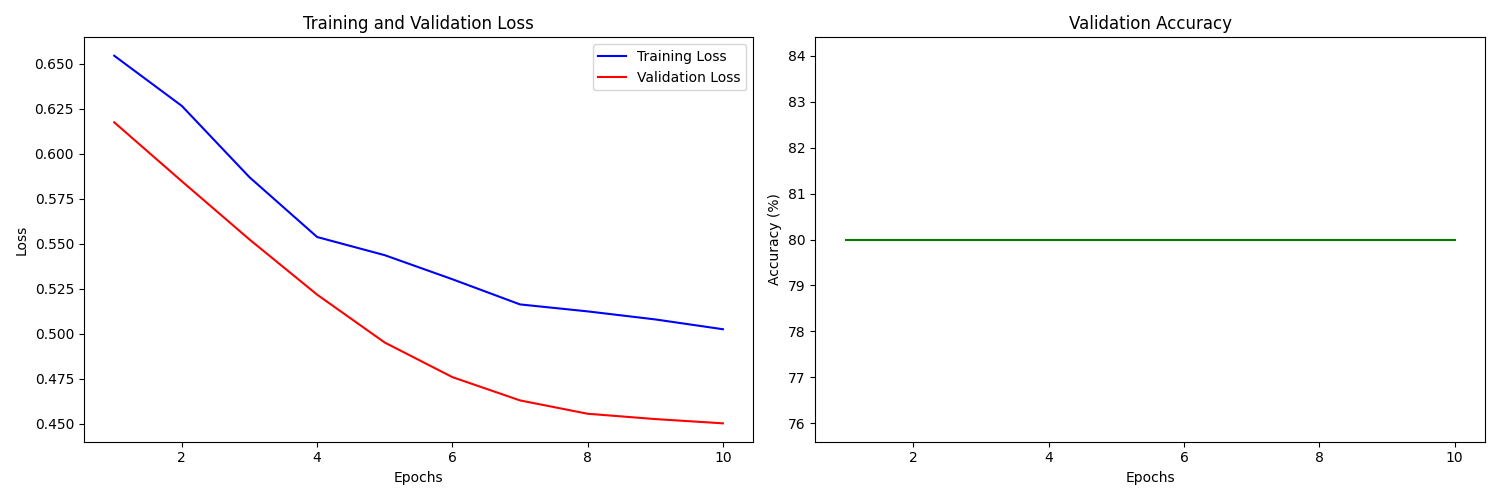 Training and Validation Loss
Training Loss
Validation Loss
0.650
0.625
0.600
0.575
0.550
0.525
0.500
0.475
0.450
Loss
2 4 6 8 10
Epochs
Validation Accuracy
84
83
82
81
80
79
78
77
76
Accuracy (%)
2 4 6 8 10
Epochs